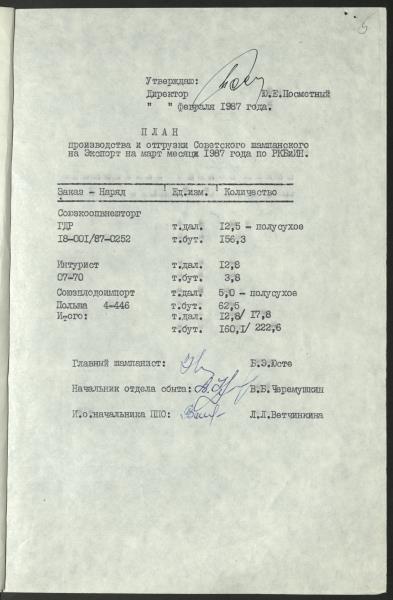 5
Утверждаю:
Директор Ю.Е.Посмотный
" " февраля 1987 года.
П Л А Н
производства и отгрузки Советского шампанского
на Экспорт на март месяц 1987 года по РКВиИН.
Заказ - Наряд ! Ед.изм. ! Количество
Союзкоопвнешторг
ГДР т.дал. 12,5 - полусухое
18-001/87-0252 т.бут. 156,3
Интурист т.дал. 12,8
07-70 т.бут. 3,8
Союзплодоимпорт т.дал. 5,0 - полусухое
Польша 4-446 т.бут. 62,5
Итого: т.дал. 12,8/ 17,8
т.бут. 160,1/ 222,6
Главный шампанист: Б.Э.Юсте
Начальник отдела сбыта: В.Б.Черемушкин
И.о.начальника ППО: Л.Л.Ветчинкина